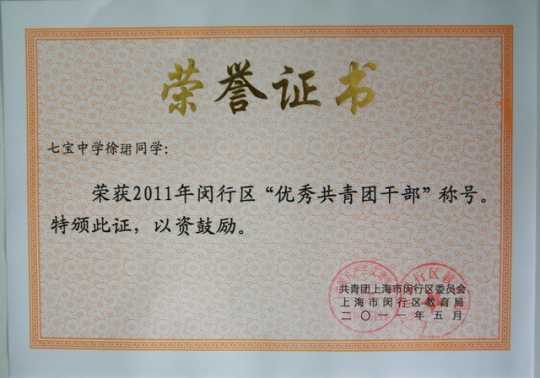 荣誉证书
七宝中学徐珺同学：
荣获2011年闵行区“优秀共青团干部”称号。
特颁此证，以资鼓励。
共青团上海市闵行区委员会
上海市闵行区教育局
二〇一一年五月